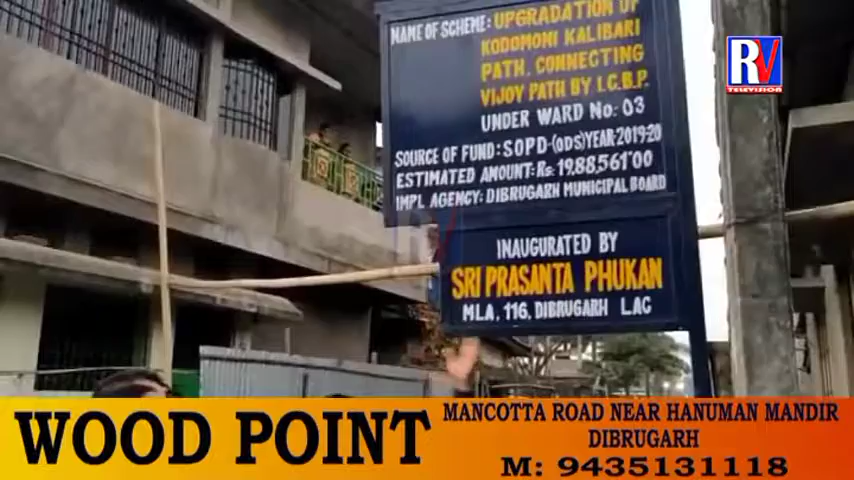 NAME OF SCHEME: UPGRADATION OF
KODOMONI KALIBARI
PATH, CONNECTING
VIJOY PATH BY I.C.B.P.
UNDER WARD NO: 03
SOURCE OF FUND: SOPD-(ODS) YEAR-2019-20
ESTIMATED AMOUNT: RS. 19,88,561/00
IMPL AGENCY: DIBRUGARH MUNICIPAL BOARD
INAUGURATED BY
SRI PRASANTA PHUKAN
MLA, 116, DIBRUGARH LAC
RV
TELEVISION
WOOD POINT
MANCOTTA ROAD NEAR HANUMAN MANDIR
DIBRUGARH
M: 9435131118